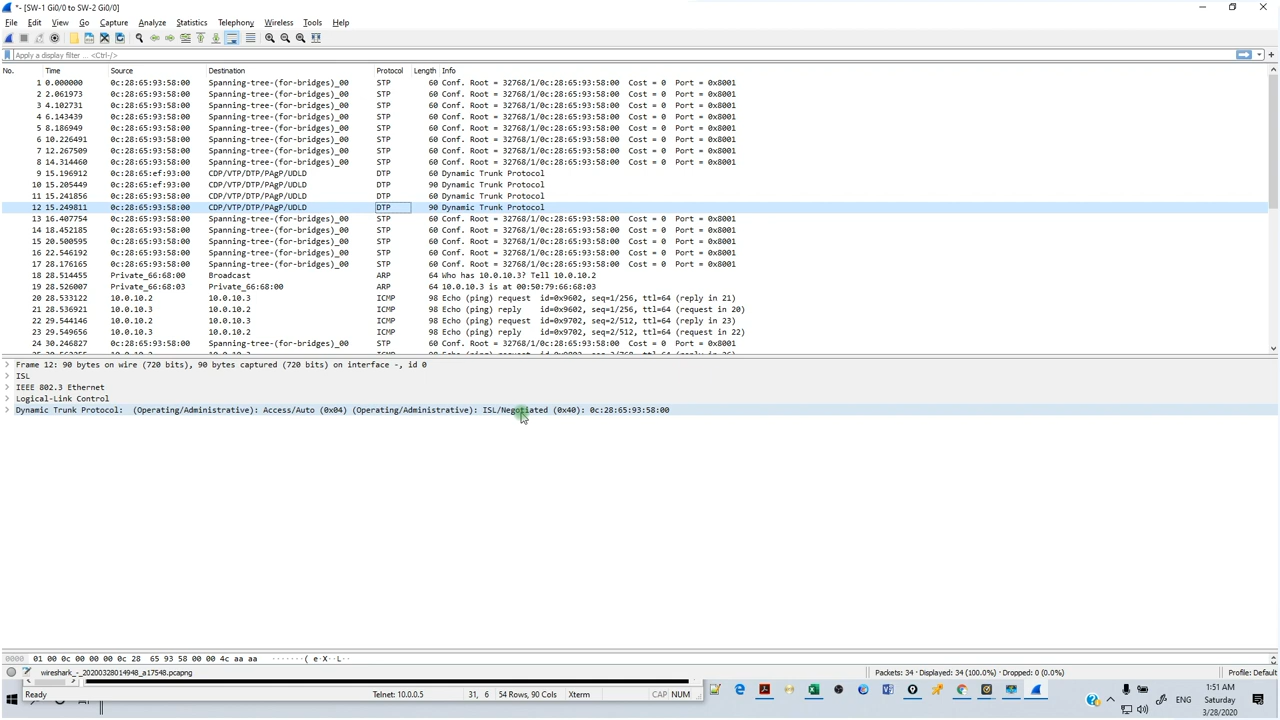 *- [SW-1 Gi0/0 to SW-2 Gi0/0]
File Edit View Go Capture Analyze Statistics Telephony Wireless Tools Help
Apply a display filter ... <Ctrl-/>
No. Time Source Destination Protocol Length Info
1 0.000000 0c:28:65:93:58:00 Spanning-tree-(for-bridges)_00 STP 60 Conf. Root = 32768/1/0c:28:65:93:58:00 Cost = 0 Port = 0x8001
2 2.061973 0c:28:65:93:58:00 Spanning-tree-(for-bridges)_00 STP 60 Conf. Root = 32768/1/0c:28:65:93:58:00 Cost = 0 Port = 0x8001
3 4.102731 0c:28:65:93:58:00 Spanning-tree-(for-bridges)_00 STP 60 Conf. Root = 32768/1/0c:28:65:93:58:00 Cost = 0 Port = 0x8001
4 6.143439 0c:28:65:93:58:00 Spanning-tree-(for-bridges)_00 STP 60 Conf. Root = 32768/1/0c:28:65:93:58:00 Cost = 0 Port = 0x8001
5 8.186949 0c:28:65:93:58:00 Spanning-tree-(for-bridges)_00 STP 60 Conf. Root = 32768/1/0c:28:65:93:58:00 Cost = 0 Port = 0x8001
6 10.226491 0c:28:65:93:58:00 Spanning-tree-(for-bridges)_00 STP 60 Conf. Root = 32768/1/0c:28:65:93:58:00 Cost = 0 Port = 0x8001
7 12.267509 0c:28:65:93:58:00 Spanning-tree-(for-bridges)_00 STP 60 Conf. Root = 32768/1/0c:28:65:93:58:00 Cost = 0 Port = 0x8001
8 14.314460 0c:28:65:93:58:00 Spanning-tree-(for-bridges)_00 STP 60 Conf. Root = 32768/1/0c:28:65:93:58:00 Cost = 0 Port = 0x8001
9 15.196912 0c:28:65:ef:93:00 CDP/VTP/DTP/PAgP/UDLD DTP 60 Dynamic Trunk Protocol
10 15.205449 0c:28:65:ef:93:00 CDP/VTP/DTP/PAgP/UDLD DTP 90 Dynamic Trunk Protocol
11 15.241856 0c:28:65:93:58:00 CDP/VTP/DTP/PAgP/UDLD DTP 60 Dynamic Trunk Protocol
12 15.249811 0c:28:65:93:58:00 CDP/VTP/DTP/PAgP/UDLD DTP 90 Dynamic Trunk Protocol
13 16.407754 0c:28:65:93:58:00 Spanning-tree-(for-bridges)_00 STP 60 Conf. Root = 32768/1/0c:28:65:93:58:00 Cost = 0 Port = 0x8001
14 18.452185 0c:28:65:93:58:00 Spanning-tree-(for-bridges)_00 STP 60 Conf. Root = 32768/1/0c:28:65:93:58:00 Cost = 0 Port = 0x8001
15 20.500595 0c:28:65:93:58:00 Spanning-tree-(for-bridges)_00 STP 60 Conf. Root = 32768/1/0c:28:65:93:58:00 Cost = 0 Port = 0x8001
16 22.546192 0c:28:65:93:58:00 Spanning-tree-(for-bridges)_00 STP 60 Conf. Root = 32768/1/0c:28:65:93:58:00 Cost = 0 Port = 0x8001
17 28.176165 0c:28:65:93:58:00 Spanning-tree-(for-bridges)_00 STP 60 Conf. Root = 32768/1/0c:28:65:93:58:00 Cost = 0 Port = 0x8001
18 28.514455 Private_66:68:00 Broadcast ARP 64 Who has 10.0.10.3? Tell 10.0.10.2
19 28.526007 Private_66:68:03 Private_66:68:00 ARP 64 10.0.10.3 is at 00:50:79:66:68:03
20 28.533122 10.0.10.2 10.0.10.3 ICMP 98 Echo (ping) request id=0x9602, seq=1/256, ttl=64 (reply in 21)
21 28.536921 10.0.10.3 10.0.10.2 ICMP 98 Echo (ping) reply id=0x9602, seq=1/256, ttl=64 (request in 20)
22 29.544146 10.0.10.2 10.0.10.3 ICMP 98 Echo (ping) request id=0x9702, seq=2/512, ttl=64 (reply in 23)
23 29.549656 10.0.10.3 10.0.10.2 ICMP 98 Echo (ping) reply id=0x9702, seq=2/512, ttl=64 (request in 22)
24 30.246827 0c:28:65:93:58:00 Spanning-tree-(for-bridges)_00 STP 60 Conf. Root = 32768/1/0c:28:65:93:58:00 Cost = 0 Port = 0x8001
Frame 12: 90 bytes on wire (720 bits), 90 bytes captured (720 bits) on interface -, id 0
ISL
IEEE 802.3 Ethernet
Logical-Link Control
Dynamic Trunk Protocol: (Operating/Administrative): Access/Auto (0x04) (Operating/Administrative): ISL/Negotiated (0x40): 0c:28:65:93:58:00
0000 01 00 0c 00 00 00 0c 28 65 93 58 00 00 4c aa aa ·······( e·X··L··
wireshark_-_20200328014948_a17548.pcapng Packets: 34 · Displayed: 34 (100.0%) · Dropped: 0 (0.0%) Profile: Default
Ready Telnet: 10.0.0.5 31, 6 54 Rows, 90 Cols Xterm CAP NUM
ENG
1:51 AM
Saturday
3/28/2020